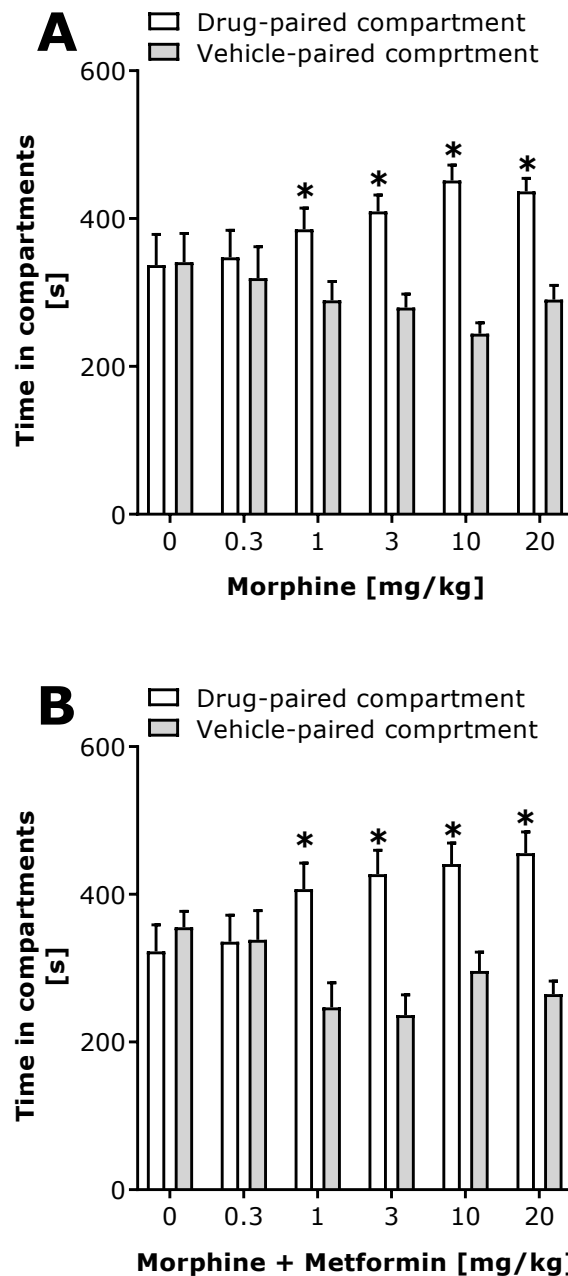 A
Drug-paired compartment
Vehicle-paired comprtment
600
400
200
0
Time in compartments
[s]
* * * *
0 0.3 1 3 10 20
Morphine [mg/kg]
B
Drug-paired compartment
Vehicle-paired comprtment
600
400
200
0
Time in compartments
[s]
* * * *
0 0.3 1 3 10 20
Morphine + Metformin [mg/kg]